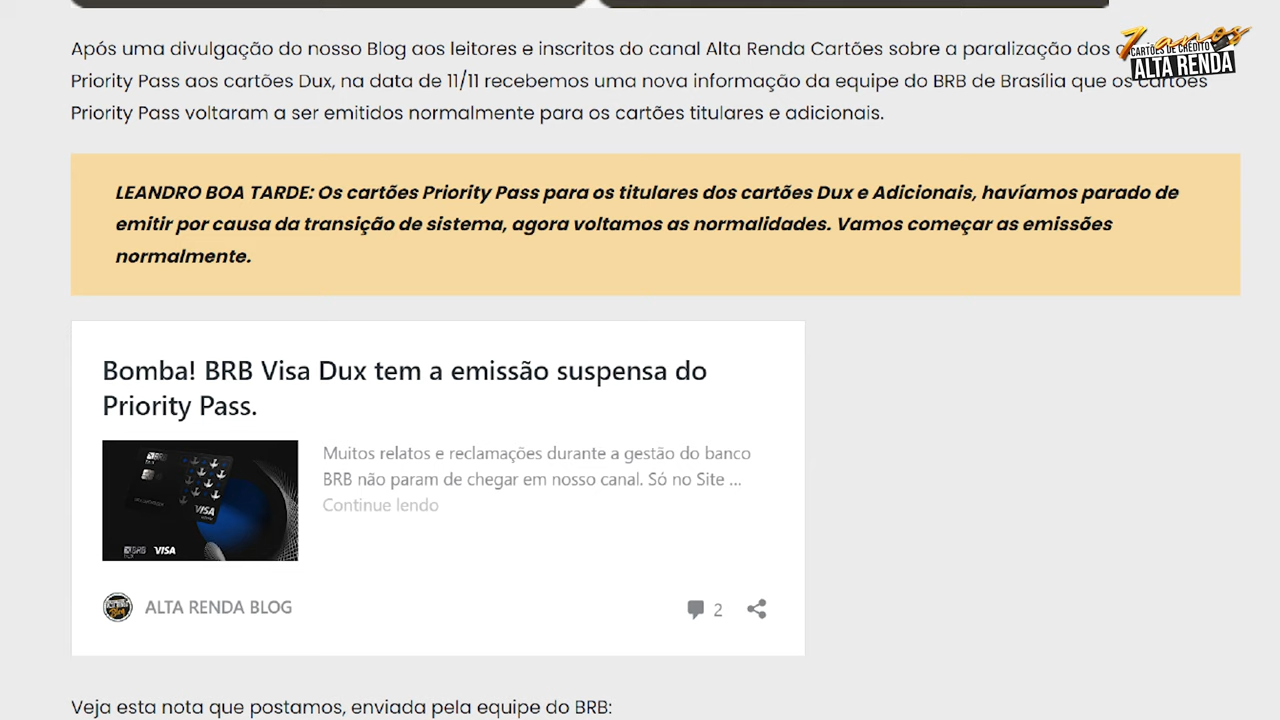 Após uma divulgação do nosso Blog aos leitores e inscritos do canal Alta Renda Cartões sobre a paralização dos
7 anos
CARTÕES DE CRÉDITO
ALTA RENDA
Priority Pass aos cartões Dux, na data de 11/11 recebemos uma nova informação da equipe do BRB de Brasília que os cartões
Priority Pass voltaram a ser emitidos normalmente para os cartões titulares e adicionais.
LEANDRO BOA TARDE: Os cartões Priority Pass para os titulares dos cartões Dux e Adicionais, havíamos parado de
emitir por causa da transição de sistema, agora voltamos as normalidades. Vamos começar as emissões
normalmente.
Bomba! BRB Visa Dux tem a emissão suspensa do
Priority Pass.
Muitos relatos e reclamações durante a gestão do banco
BRB não param de chegar em nosso canal. Só no Site ...
Continue lendo
VISA
BRB VISA
ALTA RENDA BLOG
2
Veja esta nota que postamos, enviada pela equipe do BRB: